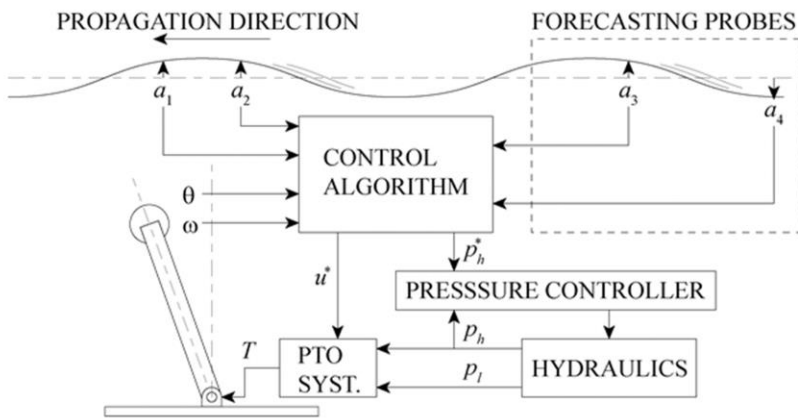 PROPAGATION DIRECTION
FORECASTING PROBES
a₁
a₂
a₃
a₄
CONTROL
ALGORITHM
θ
ω
u*
p*ₕ
PRESSSURE CONTROLLER
T
PTO
SYST.
pₕ
pₗ
HYDRAULICS